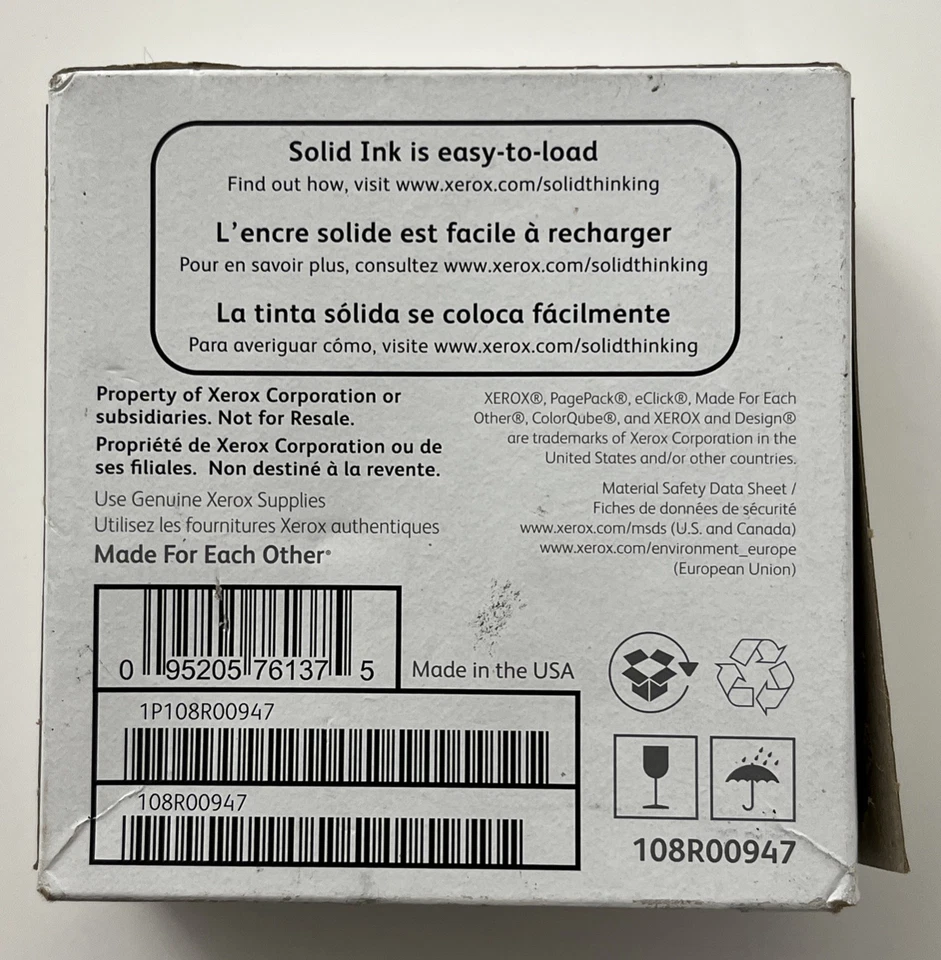 Solid Ink is easy-to-load
Find out how, visit www.xerox.com/solidthinking
L'encre solide est facile à recharger
Pour en savoir plus, consultez www.xerox.com/solidthinking
La tinta sólida se coloca fácilmente
Para averiguar cómo, visite www.xerox.com/solidthinking
Property of Xerox Corporation or
subsidiaries. Not for Resale.
Propriété de Xerox Corporation ou de
ses filiales. Non destiné à la revente.
Use Genuine Xerox Supplies
Utilisez les fournitures Xerox authentiques
Made For Each Other®
XEROX®, PagePack®, eClick®, Made For Each
Other®, ColorQube®, and XEROX and Design®
are trademarks of Xerox Corporation in the
United States and/or other countries.
Material Safety Data Sheet /
Fiches de données de sécurité
www.xerox.com/msds (U.S. and Canada)
www.xerox.com/environment_europe
(European Union)
0 95205 76137 5
Made in the USA
1P108R00947
108R00947
108R00947